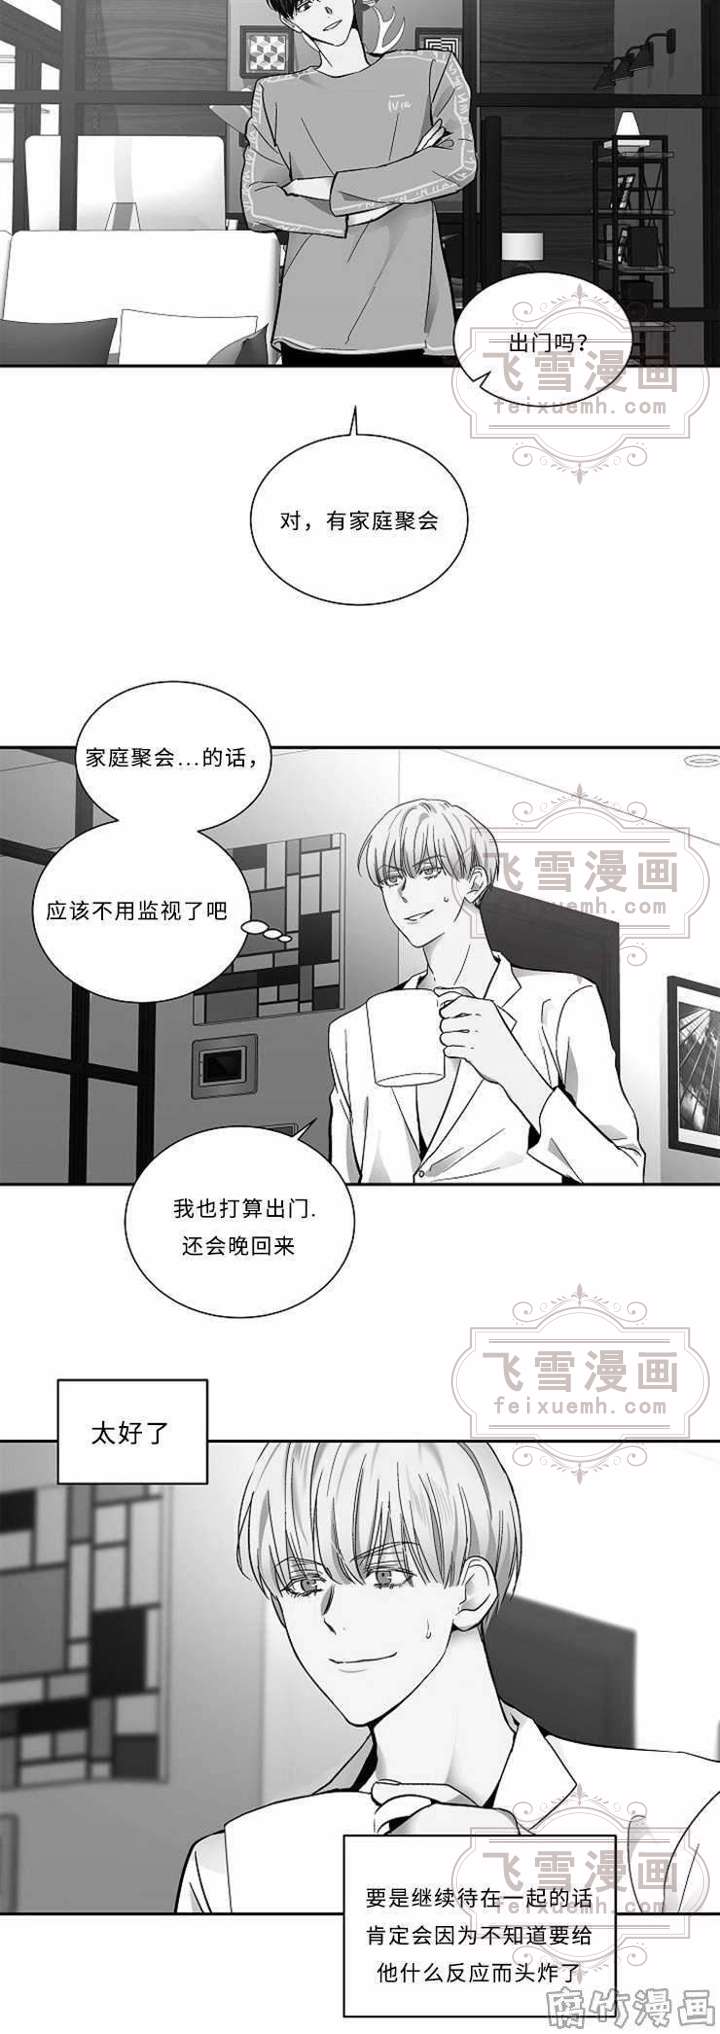 出门吗?
飞雪漫画
feixuemh.com
对，有家庭聚会
家庭聚会...的话，
应该不用监视了吧
飞雪漫画
feixuemh.com
我也打算出门.
还会晚回来
飞雪漫画
feixuemh.com
太好了
要是继续待在一起的话
肯定会因为不知道要给
他什么反应而头炸了
飞雪漫画
feixuemh.com
腐竹漫画